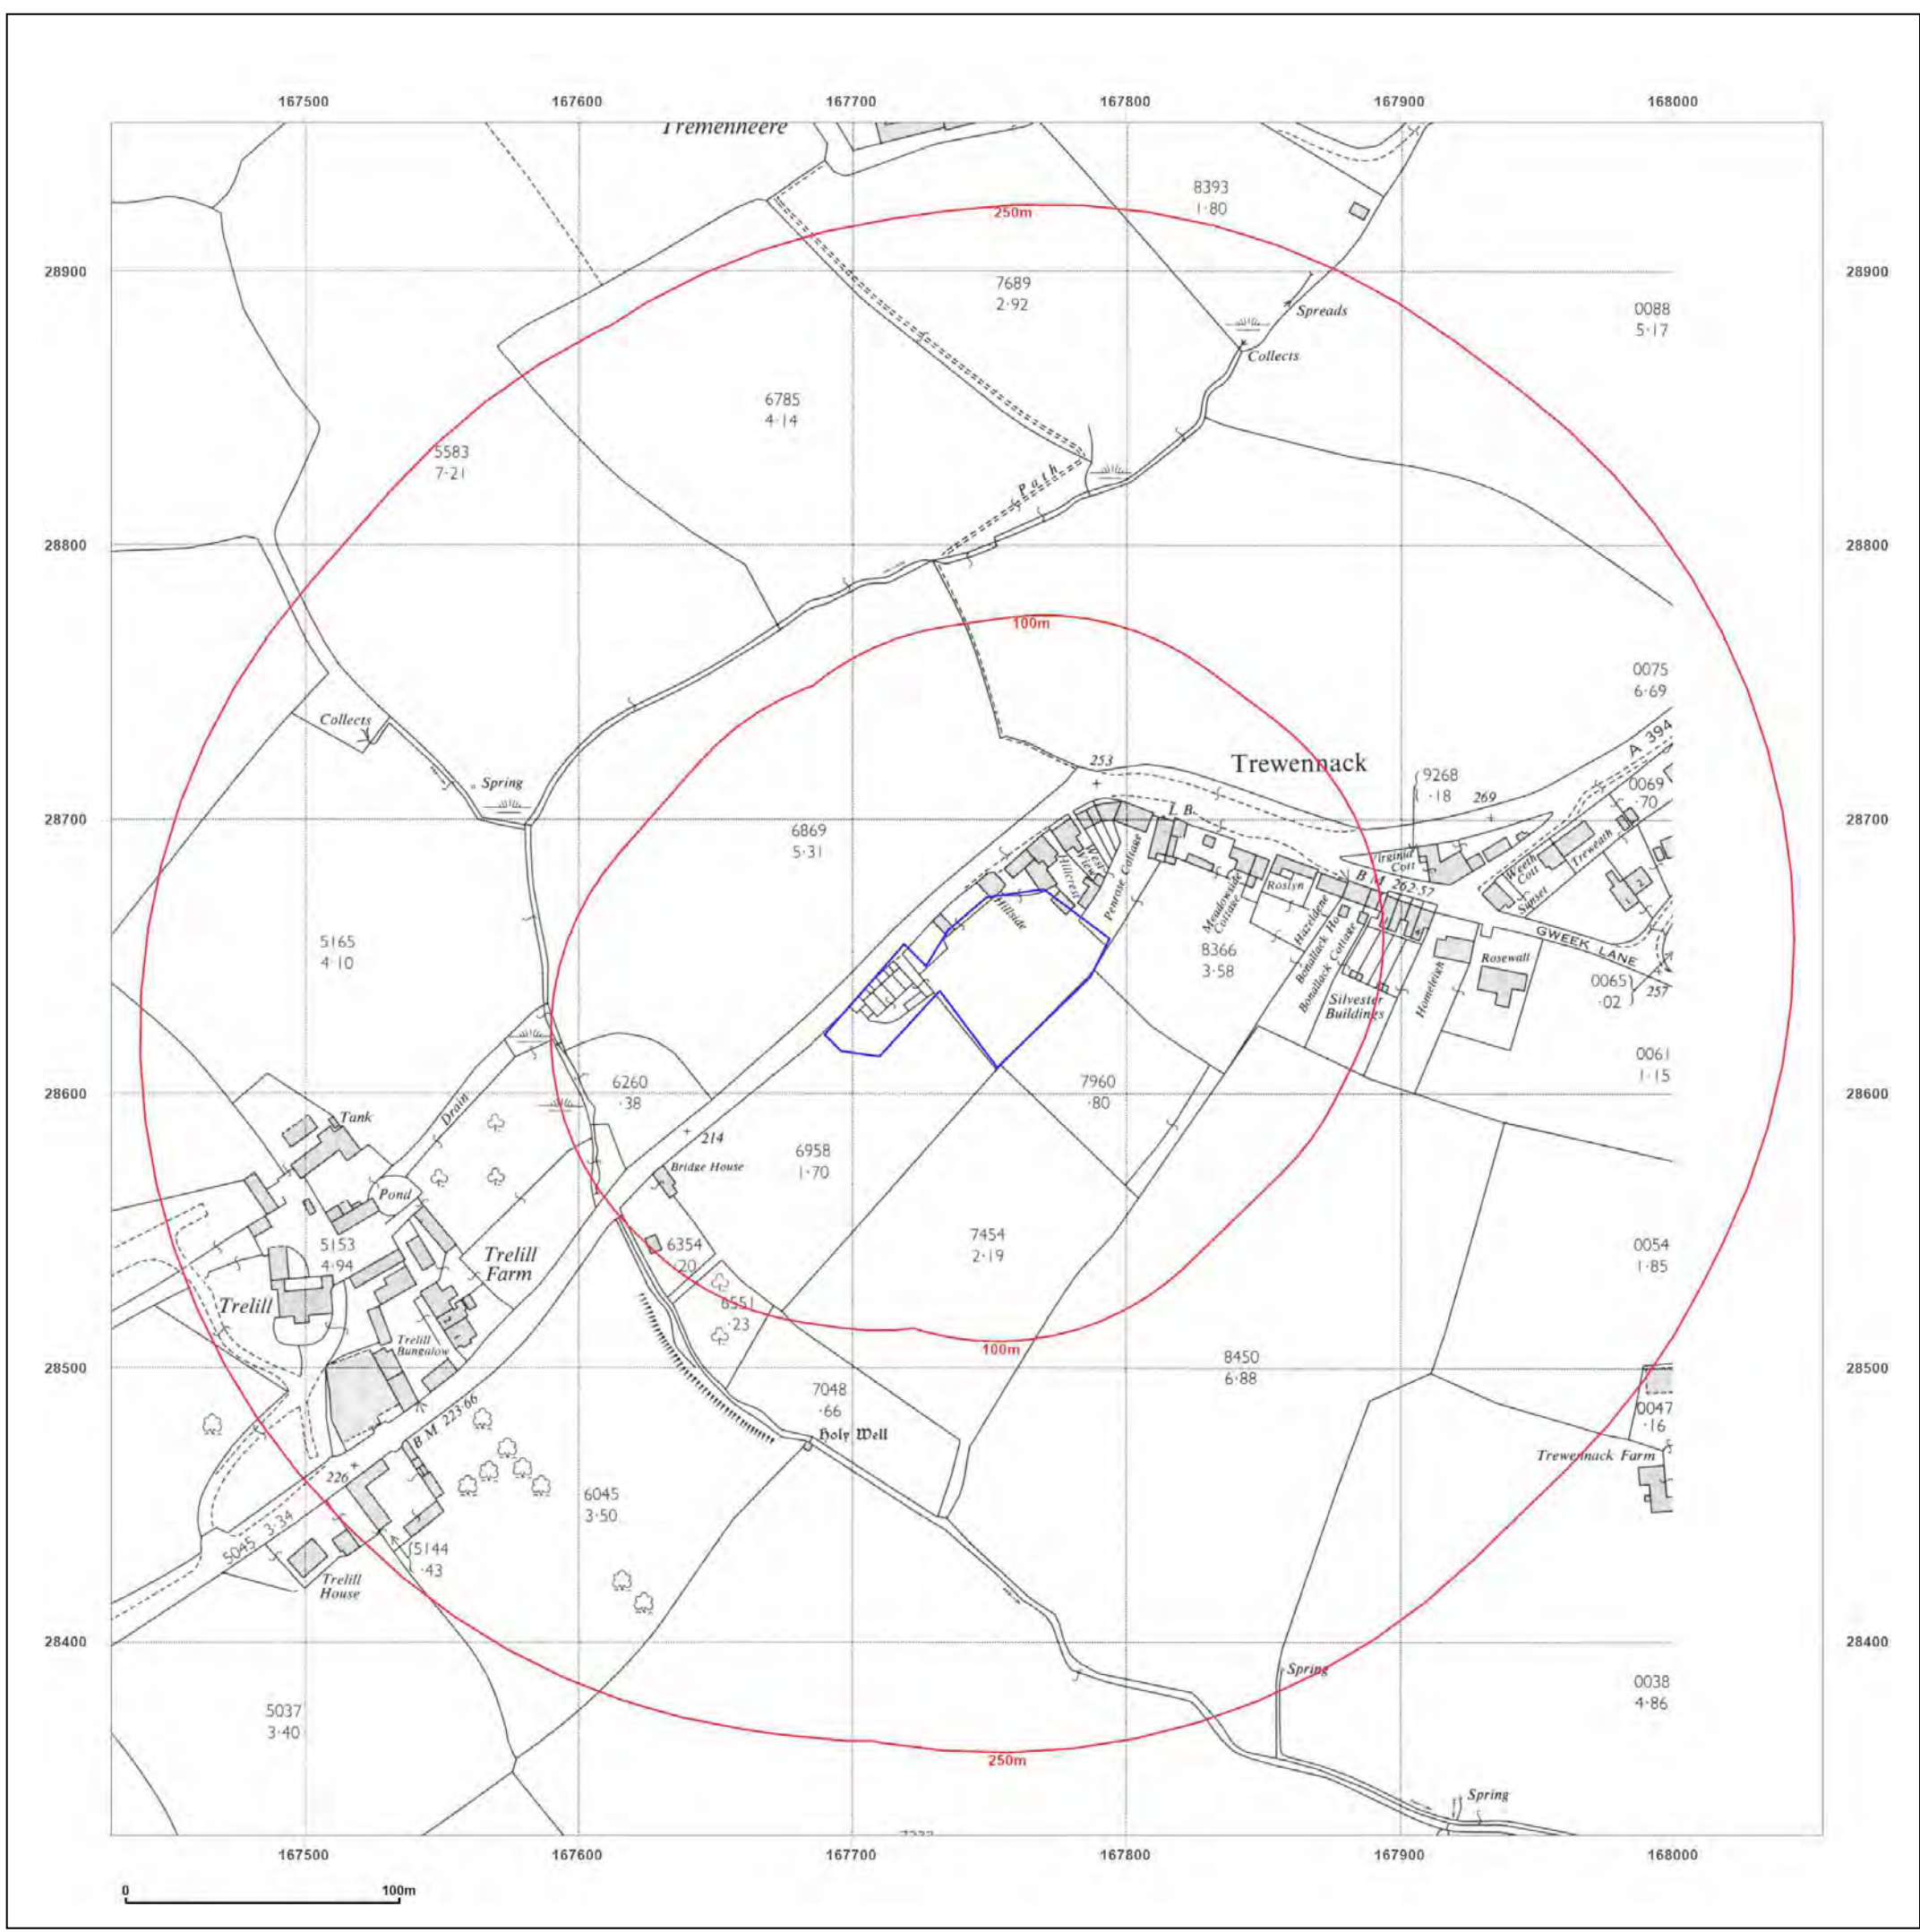 167500 167600 167700 167800 167900 168000
Tremenheere
8393
1·80
250m
28900 28900
7689
2·92
Spreads
0088
5·17
Collects
6785
4·14
5583
7·21
Path
28800 28800
100m
0075
6·69
Collects
Spring
253
Trewennack
A 394
9268
·18
269
0069
·70
28700 28700
6869
5·31
L B
West View
Hillcrest
Penrose Cottage
Virginia Cott
B M 262·57
Weeth Cott
Treweath
Sunset
2
1
Roslyn
Hillside
Meadowside Cottage
Hazeldene
Bonallack Ho
Bonallack Cottage
GWEEK LANE
5165
4·10
8366
3·58
Rosewall
Homeleigh
Silvester
Buildings
0065
·02
257
0061
1·15
6260
·38
7960
·80
28600 28600
Drain
Tank
214
6958
1·70
Bridge House
Pond
5153
4·94
Trelill
Farm
6354
·20
7454
2·19
0054
1·85
Trelill
6551
·23
2
1
Trelill
Bungalow
100m
28500 28500
8450
6·88
7048
·66
B M 223·66
Holy Well
0047
·16
Trewennack Farm
226
6045
3·50
5045 3·34
5144
·43
Trelill
House
28400 28400
Spring
0038
4·86
5037
3·40
250m
Spring
167500 167600 167700 167800 167900 168000
0 100m